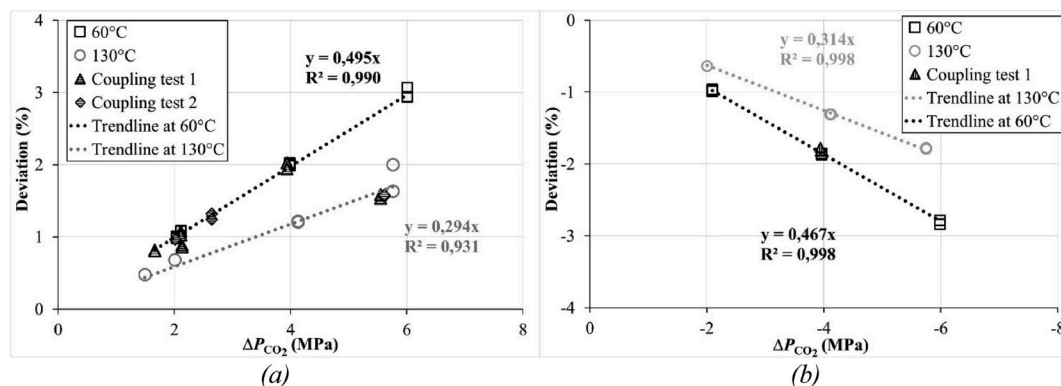 4
3
2
1
0
Deviation (%)
60°C
130°C
Coupling test 1
Coupling test 2
Trendline at 60°C
Trendline at 130°C
y = 0,495x
R² = 0,990
y = 0,294x
R² = 0,931
0 2 4 6 8
ΔP_CO₂ (MPa)
(a)
0
-1
-2
-3
-4
Deviation (%)
y = 0,314x
R² = 0,998
60°C
130°C
Coupling test 1
Trendline at 130°C
Trendline at 60°C
y = 0,467x
R² = 0,998
0 -2 -4 -6 -8
ΔP_CO₂ (MPa)
(b)